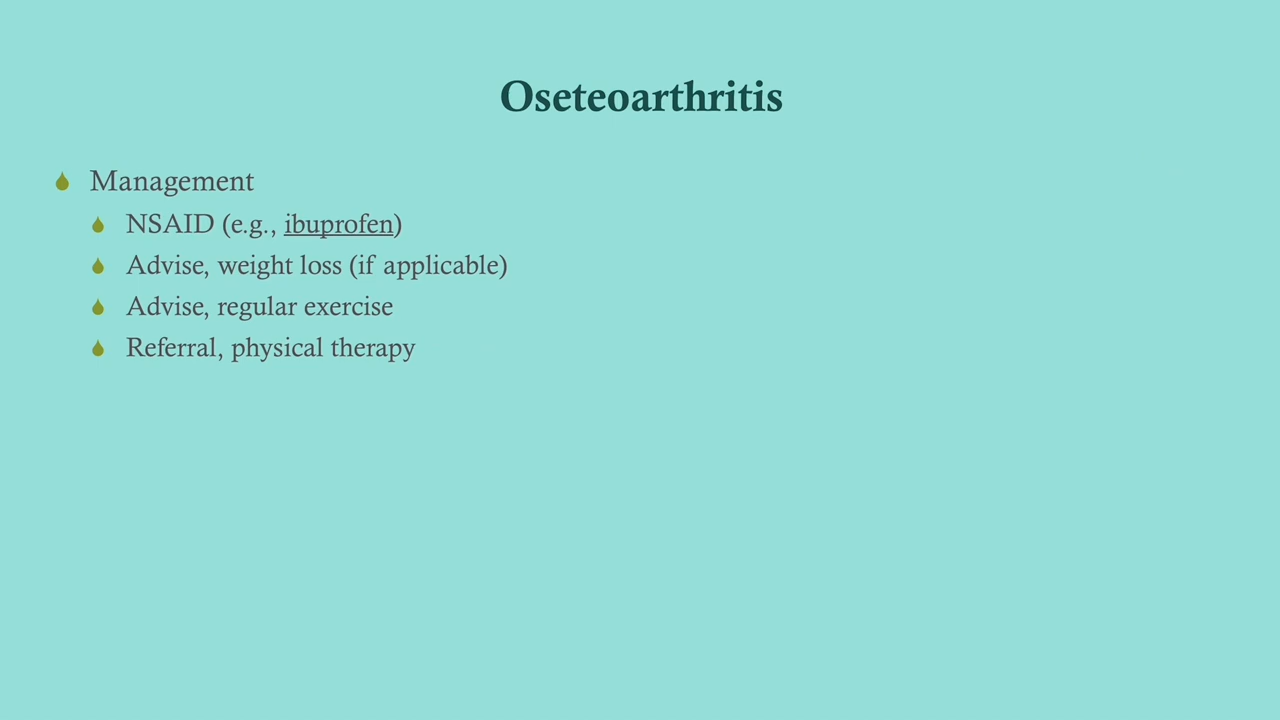 Oseteoarthritis
Management
NSAID (e.g., ibuprofen)
Advise, weight loss (if applicable)
Advise, regular exercise
Referral, physical therapy